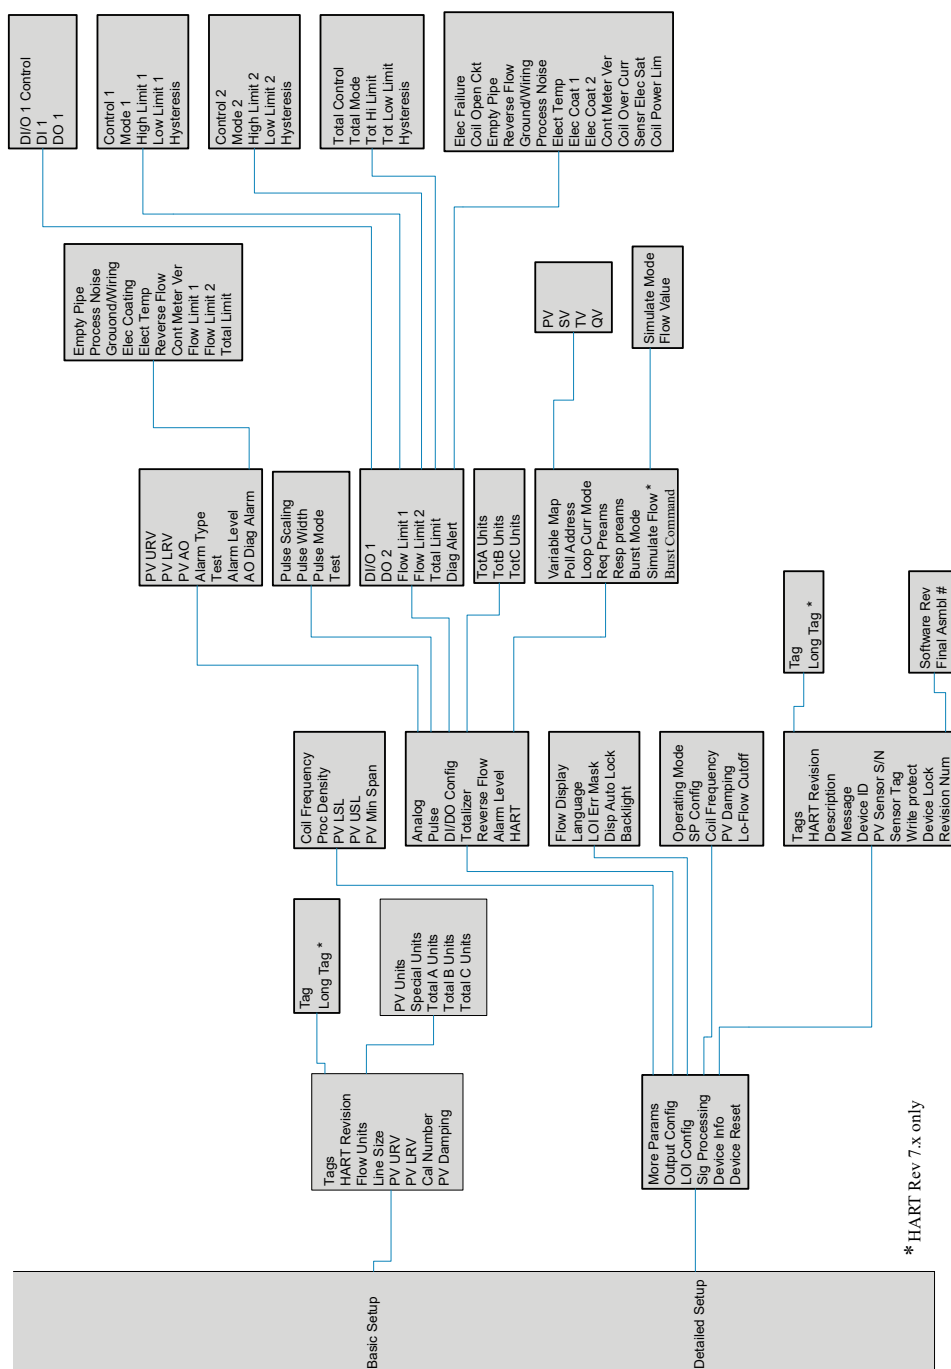 Basic Setup
Detailed Setup
Tags
HART Revision
Flow Units
Line Size
PV URV
PV LRV
Cal Number
PV Damping
More Params
Output Config
LOI Config
Sig Processing
Device Info
Device Reset
Tag
Long Tag *
PV Units
Special Units
Total A Units
Total B Units
Total C Units
Coil Frequency
Proc Density
PV LSL
PV USL
PV Min Span
Analog
Pulse
DI/DO Config
Totalizer
Reverse Flow
Alarm Level
HART
Flow Display
Language
LOI Err Mask
Disp Auto Lock
Backlight
Operating Mode
SP Config
Coil Frequency
PV Damping
Lo-Flow Cutoff
Tags
HART Revision
Description
Message
Device ID
PV Sensor S/N
Sensor Tag
Write protect
Device Lock
Revision Num
PV URV
PV LRV
PV AO
Alarm Type
Test
Alarm Level
AO Diag Alarm
Pulse Scaling
Pulse Width
Pulse Mode
Test
DI/O 1
DO 2
Flow Limit 1
Flow Limit 2
Total Limit
Diag Alert
TotA Units
TotB Units
TotC Units
Variable Map
Poll Address
Loop Curr Mode
Req Preams
Resp preams
Burst Mode
Simulate Flow *
Burst Command
Tag
Long Tag *
Software Rev
Final Asmbl #
Empty Pipe
Process Noise
Grouond/Wiring
Elec Coating
Elect Temp
Reverse Flow
Cont Meter Ver
Flow Limit 1
Flow Limit 2
Total Limit
PV
SV
TV
QV
Simulate Mode
Flow Value
DI/O 1 Control
DI 1
DO 1
Control 1
Mode 1
High Limit 1
Low Limit 1
Hysteresis
Control 2
Mode 2
High Limit 2
Low Limit 2
Hysteresis
Total Control
Total Mode
Tot Hi Limit
Tot Low Limit
Hysteresis
Elec Failure
Coil Open Ckt
Empty Pipe
Reverse Flow
Ground/Wiring
Process Noise
Elect Temp
Elec Coat 1
Elec Coat 2
Cont Meter Ver
Coil Over Curr
Sensr Elec Sat
Coil Power Lim
* HART Rev 7.x only